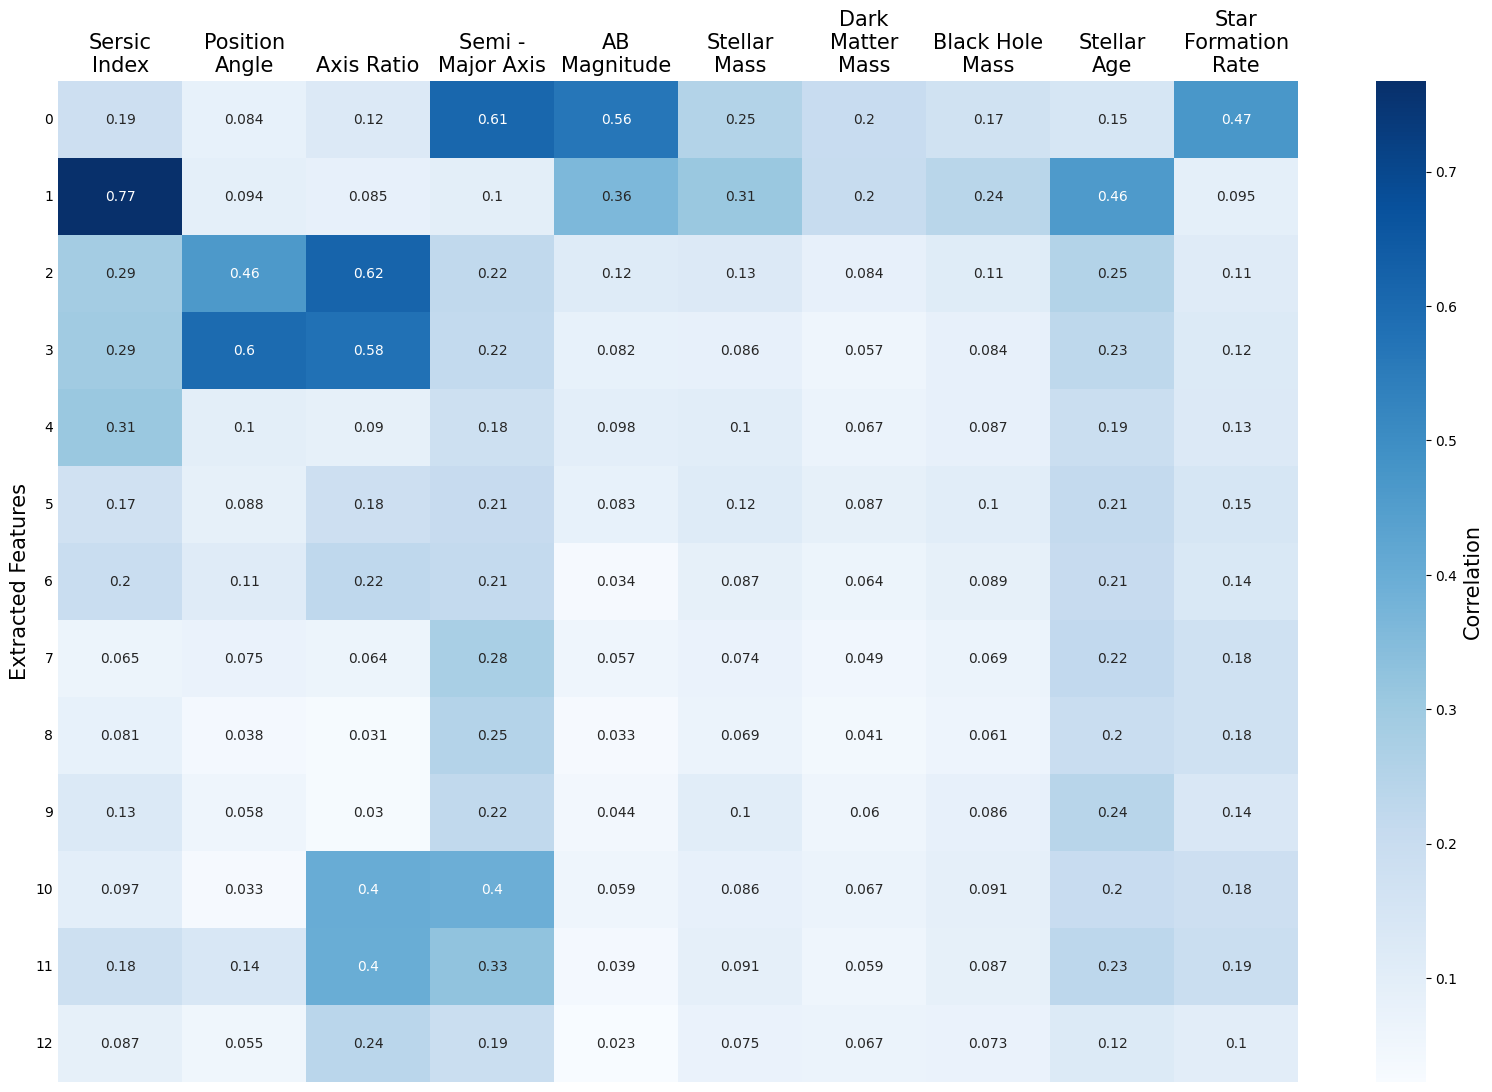 Sersic
Index
Position
Angle
Axis Ratio
Semi -
Major Axis
AB
Magnitude
Stellar
Mass
Dark
Matter
Mass
Black Hole
Mass
Stellar
Age
Star
Formation
Rate
0 0.19 0.084 0.12 0.61 0.56 0.25 0.2 0.17 0.15 0.47
1 0.77 0.094 0.085 0.1 0.36 0.31 0.2 0.24 0.46 0.095
2 0.29 0.46 0.62 0.22 0.12 0.13 0.084 0.11 0.25 0.11
3 0.29 0.6 0.58 0.22 0.082 0.086 0.057 0.084 0.23 0.12
4 0.31 0.1 0.09 0.18 0.098 0.1 0.067 0.087 0.19 0.13
5 0.17 0.088 0.18 0.21 0.083 0.12 0.087 0.1 0.21 0.15
6 0.2 0.11 0.22 0.21 0.034 0.087 0.064 0.089 0.21 0.14
7 0.065 0.075 0.064 0.28 0.057 0.074 0.049 0.069 0.22 0.18
8 0.081 0.038 0.031 0.25 0.033 0.069 0.041 0.061 0.2 0.18
9 0.13 0.058 0.03 0.22 0.044 0.1 0.06 0.086 0.24 0.14
10 0.097 0.033 0.4 0.4 0.059 0.086 0.067 0.091 0.2 0.18
11 0.18 0.14 0.4 0.33 0.039 0.091 0.059 0.087 0.23 0.19
12 0.087 0.055 0.24 0.19 0.023 0.075 0.067 0.073 0.12 0.1
Extracted Features
0.7
0.6
0.5
0.4
0.3
0.2
0.1
Correlation